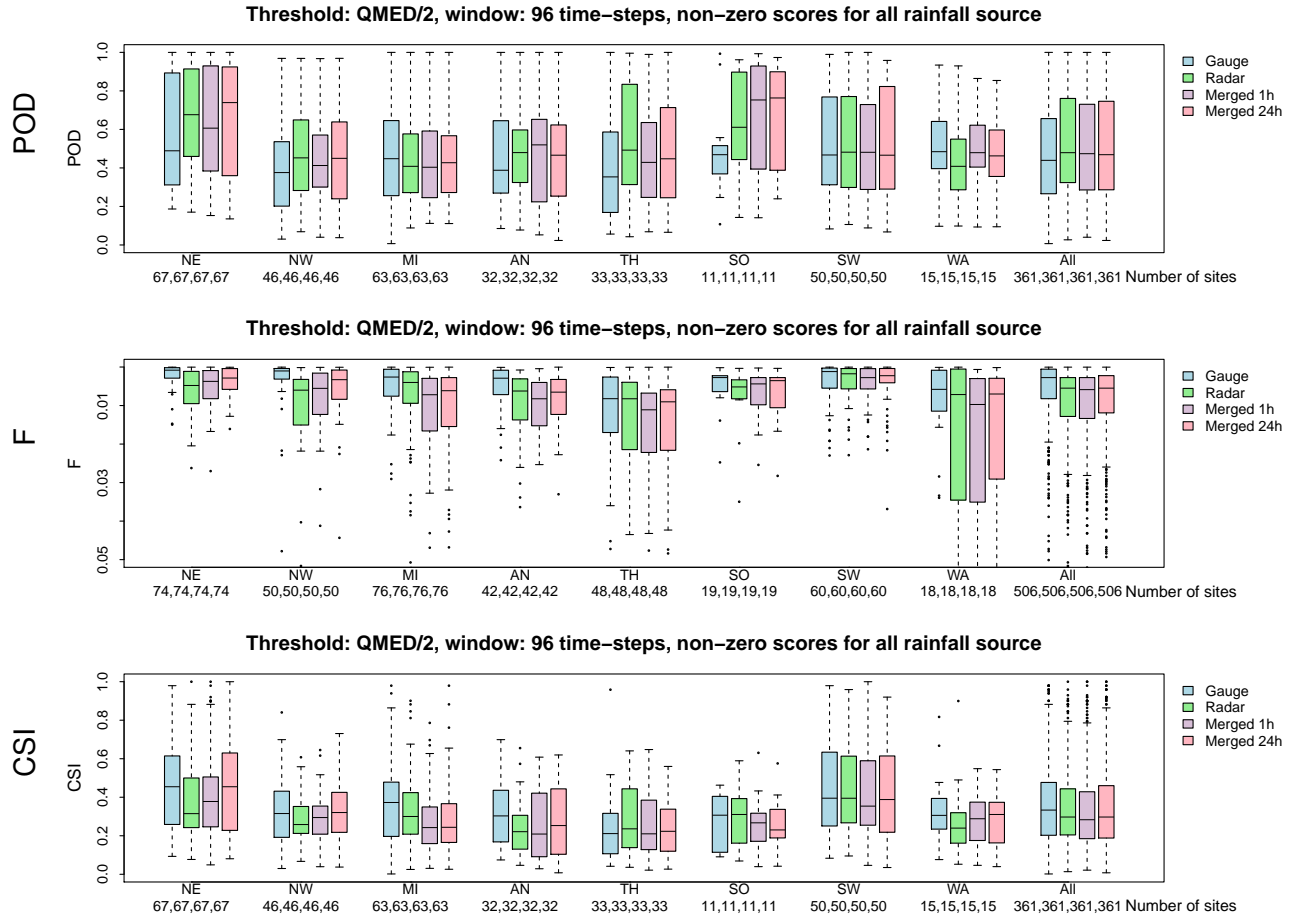 Threshold: QMED/2, window: 96 time−steps, non−zero scores for all rainfall source
POD
POD
1.0
0.8
0.6
0.4
0.2
0.0
Gauge
Radar
Merged 1h
Merged 24h
NE NW MI AN TH SO SW WA All
67,67,67,67 46,46,46,46 63,63,63,63 32,32,32,32 33,33,33,33 11,11,11,11 50,50,50,50 15,15,15,15 361,361,361,361 Number of sites
Threshold: QMED/2, window: 96 time−steps, non−zero scores for all rainfall source
F
F
0.01
0.03
0.05
Gauge
Radar
Merged 1h
Merged 24h
NE NW MI AN TH SO SW WA All
74,74,74,74 50,50,50,50 76,76,76,76 42,42,42,42 48,48,48,48 19,19,19,19 60,60,60,60 18,18,18,18 506,506,506,506 Number of sites
Threshold: QMED/2, window: 96 time−steps, non−zero scores for all rainfall source
CSI
CSI
1.0
0.8
0.6
0.4
0.2
0.0
Gauge
Radar
Merged 1h
Merged 24h
NE NW MI AN TH SO SW WA All
67,67,67,67 46,46,46,46 63,63,63,63 32,32,32,32 33,33,33,33 11,11,11,11 50,50,50,50 15,15,15,15 361,361,361,361 Number of sites